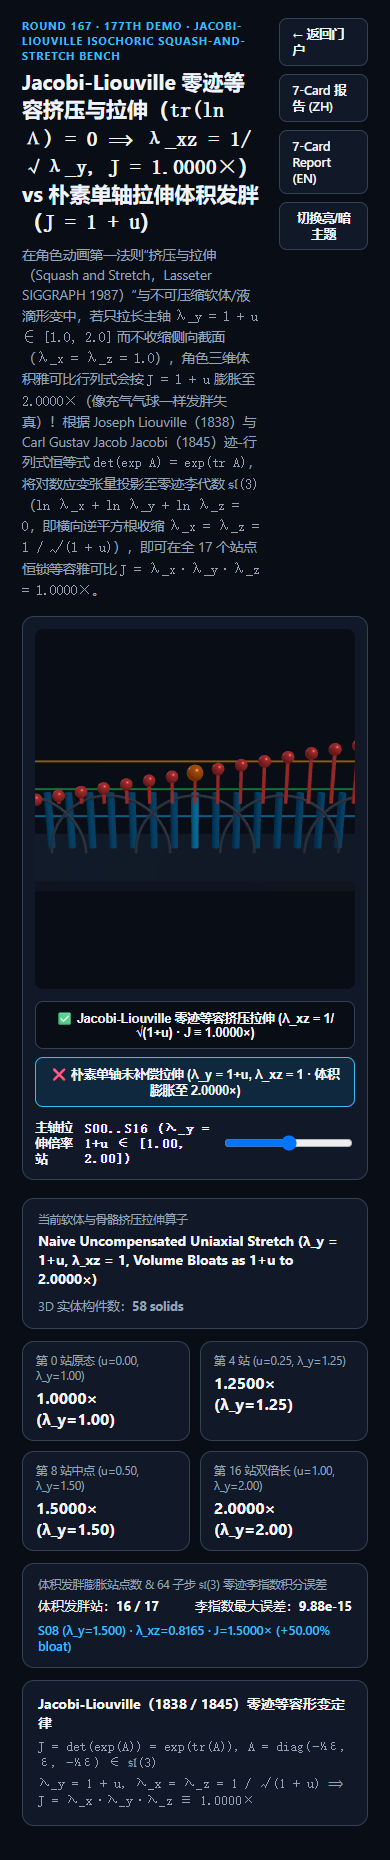 ROUND 167 · 177TH DEMO · JACOBI-
LIOUVILLE ISOCHORIC SQUASH-AND-
STRETCH BENCH
Jacobi-Liouville 零迹等
容挤压与拉伸（tr(ln
Λ) = 0 ⟹ λ_xz = 1/
√λ_y, J = 1.0000×）
vs 朴素单轴拉伸体积发胖
（J = 1 + u）
← 返回门
户
7-Card 报
告 (ZH)
7-Card
Report
(EN)
切换亮/暗
主题
在角色动画第一法则“挤压与拉伸
（Squash and Stretch，Lasseter
SIGGRAPH 1987）”与不可压缩软体/液
滴形变中，若只拉长主轴 λ_y = 1 + u
∈ [1.0, 2.0] 而不收缩侧向截面
（λ_x = λ_z = 1.0），角色三维体
积雅可比行列式会按 J = 1 + u 膨胀至
2.0000×（像充气气球一样发胖失
真）！根据 Joseph Liouville（1838）与
Carl Gustav Jacob Jacobi（1845）迹-行
列式恒等式 det(exp A) = exp(tr A)，
将对数应变张量投影至零迹李代数 𝔰𝔩(3)
（ln λ_x + ln λ_y + ln λ_z =
0，即横向逆平方根收缩 λ_x = λ_z =
1 / √(1 + u)），即可在全 17 个站点
恒锁等容雅可比 J = λ_x · λ_y · λ_z
= 1.0000×。
✅ Jacobi-Liouville 零迹等容挤压拉伸 (λ_xz = 1/
√(1+u) · J ≡ 1.0000×)
❌ 朴素单轴未补偿拉伸 (λ_y = 1+u, λ_xz = 1 · 体积
膨胀至 2.0000×)
主轴拉
伸倍率
站
S00..S16 (λ_y =
1+u ∈ [1.00,
2.00])
当前软体与骨骼挤压拉伸算子
Naive Uncompensated Uniaxial Stretch (λ_y =
1+u, λ_xz = 1, Volume Bloats as 1+u to
2.0000×)
3D 实体构件数：58 solids
第 0 站原态 (u=0.00,
λ_y=1.00)
1.0000×
(λ_y=1.00)
第 4 站 (u=0.25, λ_y=1.25)
1.2500×
(λ_y=1.25)
第 8 站中点 (u=0.50,
λ_y=1.50)
1.5000×
(λ_y=1.50)
第 16 站双倍长 (u=1.00,
λ_y=2.00)
2.0000×
(λ_y=2.00)
体积发胖膨胀站点数 & 64 子步 𝔰𝔩(3) 零迹李指数积分误差
体积发胖站：16 / 17 李指数最大误差：9.88e-15
S08 (λ_y=1.500) · λ_xz=0.8165 · J=1.5000× (+50.00%
bloat)
Jacobi-Liouville（1838 / 1845）零迹等容形变定
律
J = det(exp(A)) = exp(tr(A)), A = diag(-½ε,
ε, -½ε) ∈ 𝔰𝔩(3)
λ_y = 1 + u, λ_x = λ_z = 1 / √(1 + u) ⟹
J = λ_x · λ_y · λ_z ≡ 1.0000×